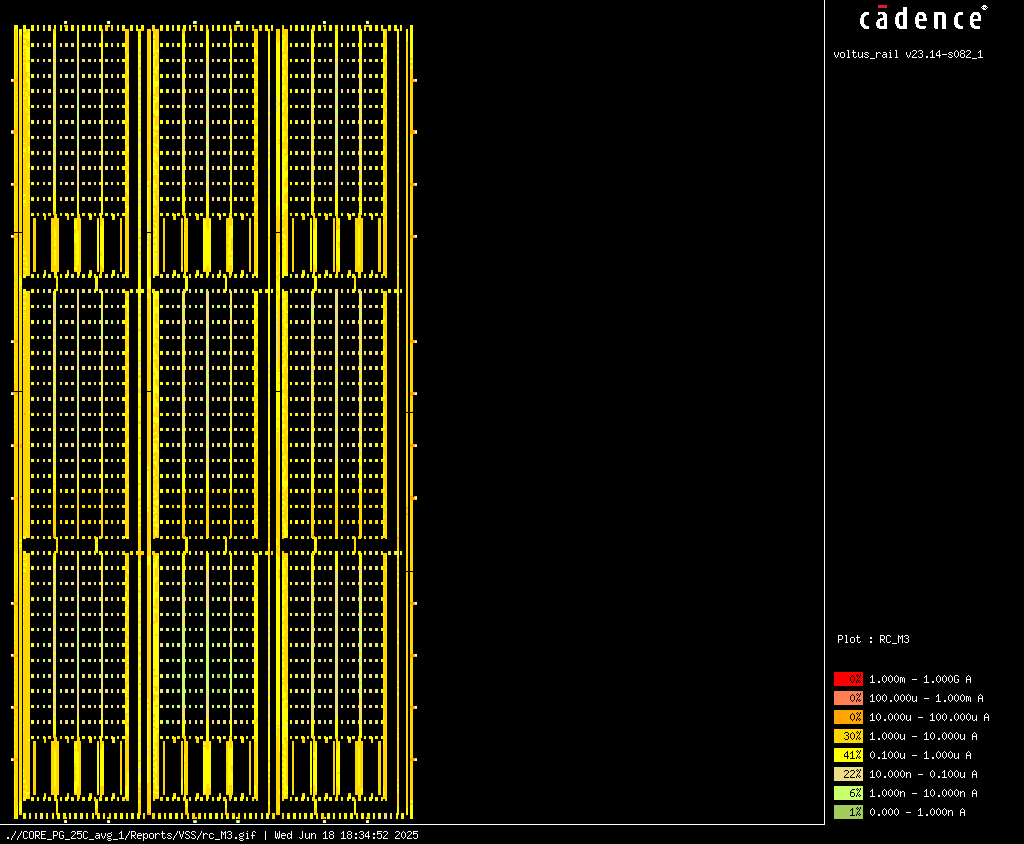 cādence®
voltus_rail v23.14-s082_1
Plot : RC_M3
0% 1.000m - 1.000G A
0% 100.000u - 1.000m A
0% 10.000u - 100.000u A
30% 1.000u - 10.000u A
41% 0.100u - 1.000u A
22% 10.000n - 0.100u A
6% 1.000n - 10.000n A
1% 0.000 - 1.000n A
.//CORE_PG_25C_avg_1/Reports/VSS/rc_M3.gif | Wed Jun 18 18:34:52 2025